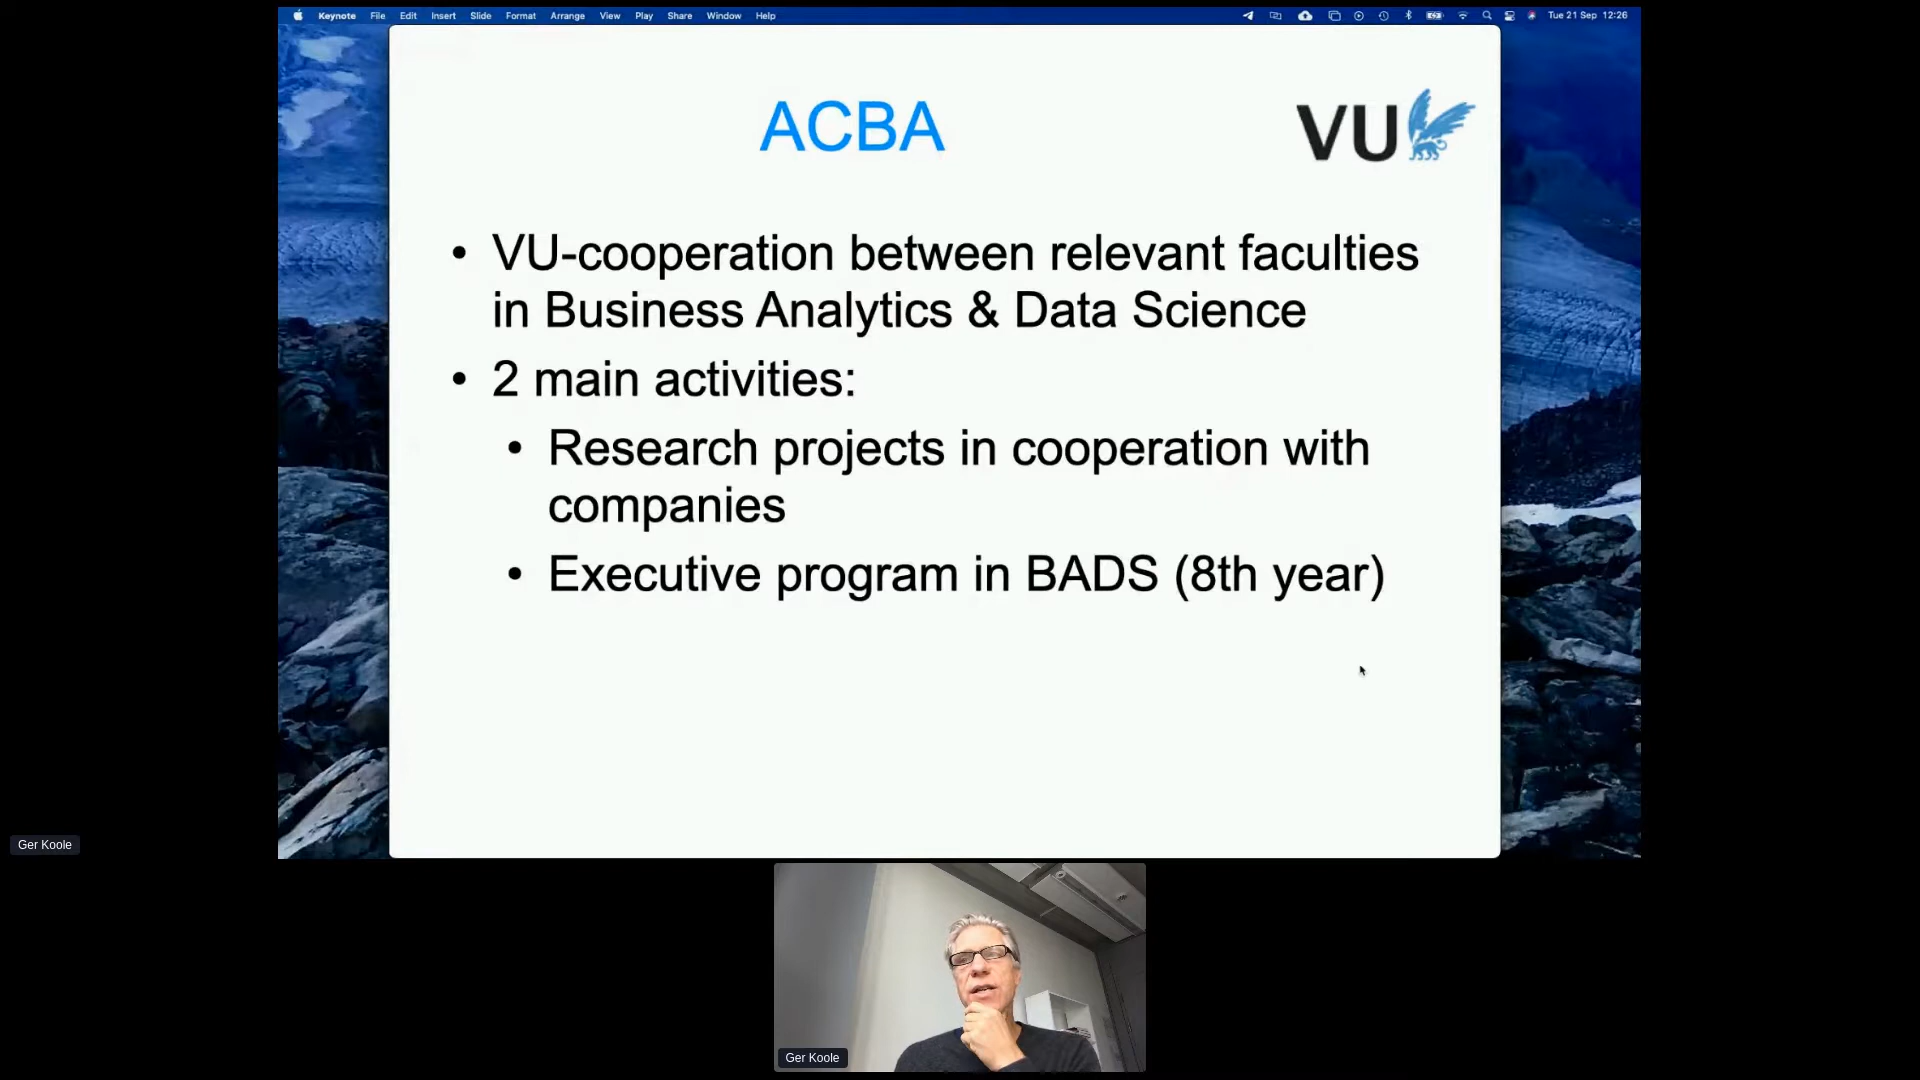 Keynote File Edit Insert Slide Format Arrange View Play Share Window Help Tue 21 Sep 12:26
ACBA
VU
• VU-cooperation between relevant faculties
in Business Analytics & Data Science
• 2 main activities:
• Research projects in cooperation with
companies
• Executive program in BADS (8th year)
Ger Koole
Ger Koole